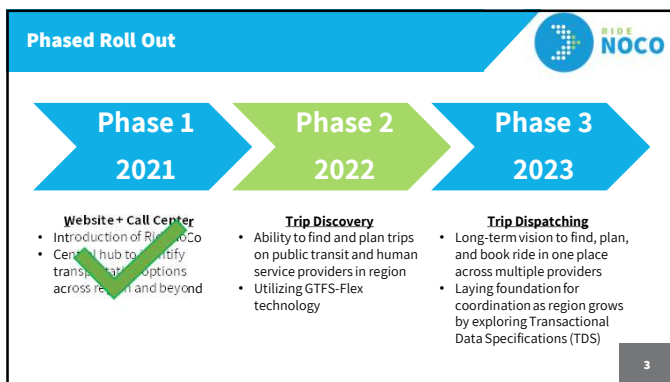 Phased Roll Out
RIDE
NOCO
Phase 1
2021
Phase 2
2022
Phase 3
2023
Website + Call Center
• Introduction of RideNoCo
• Central hub to identify
transportation options
across region and beyond
Trip Discovery
• Ability to find and plan trips
on public transit and human
service providers in region
• Utilizing GTFS-Flex
technology
Trip Dispatching
• Long-term vision to find, plan,
and book ride in one place
across multiple providers
• Laying foundation for
coordination as region grows
by exploring Transactional
Data Specifications (TDS)
3